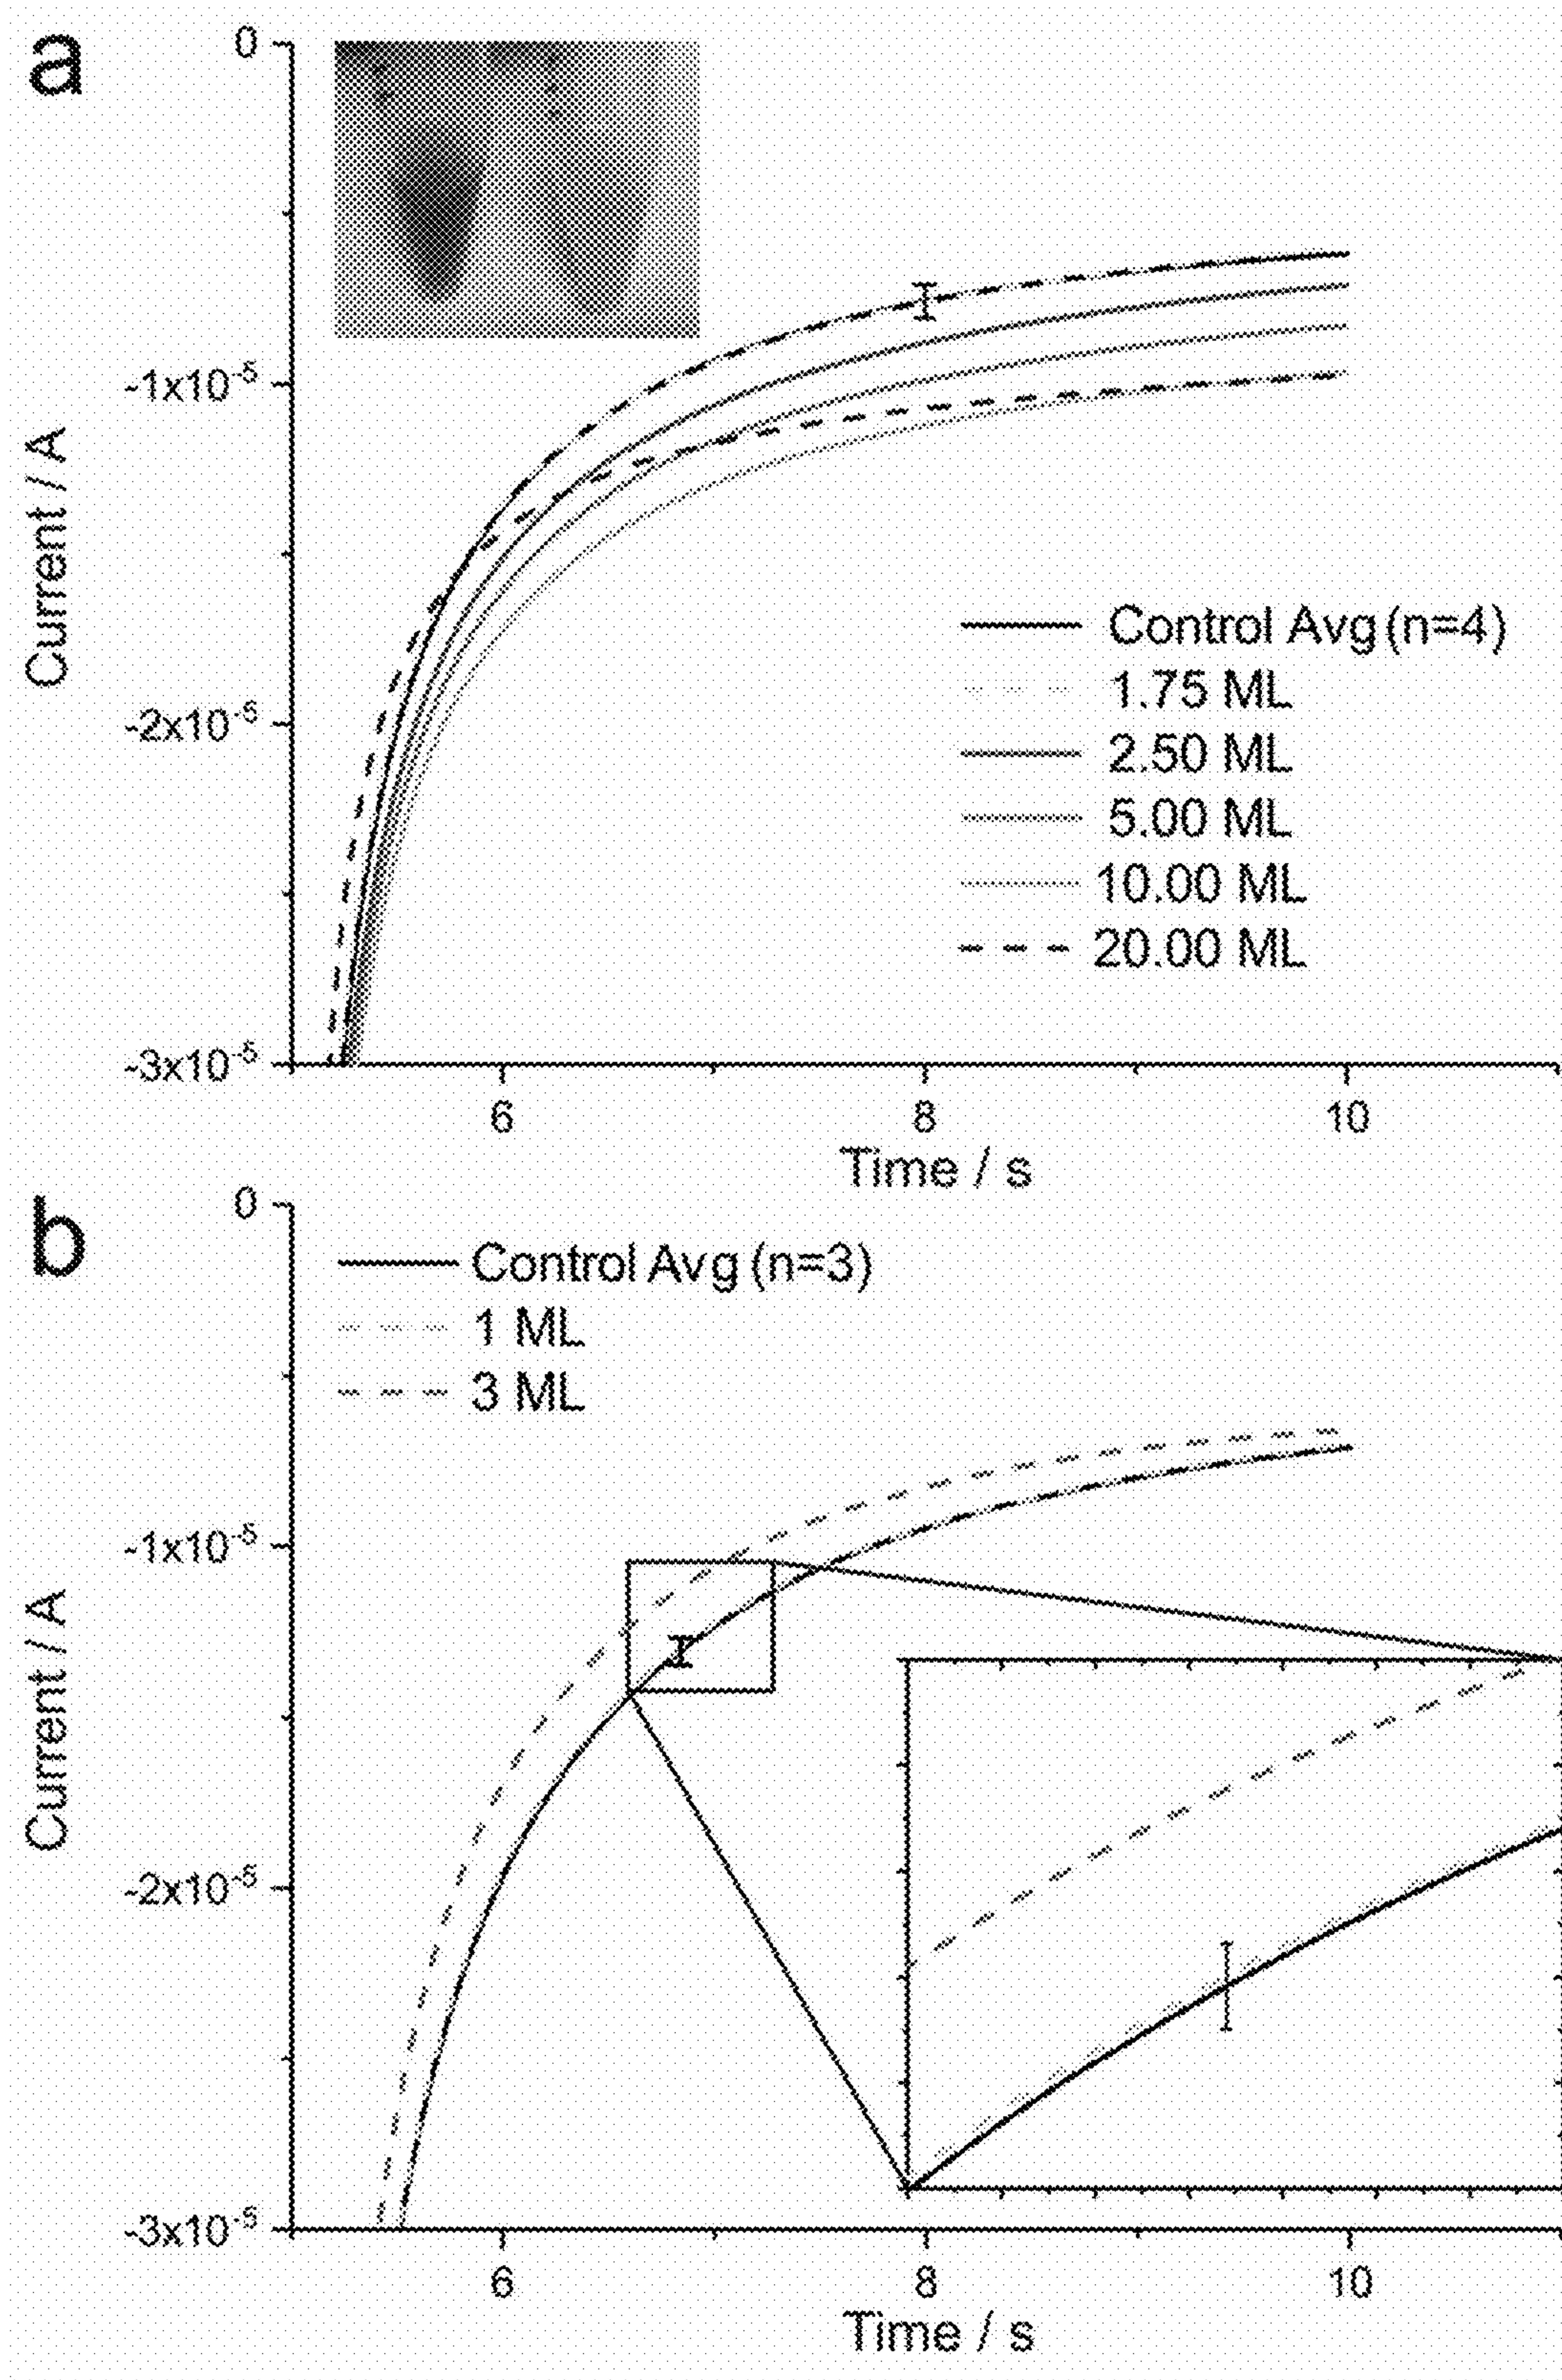 a
0
-1x10-5
-2x10-5
-3x10-5
Current / A
Control Avg (n=4)
1.75 ML
2.50 ML
5.00 ML
10.00 ML
20.00 ML
6 8 10
Time / s
b
0
-1x10-5
-2x10-5
-3x10-5
Current / A
Control Avg (n=3)
1 ML
3 ML
6 8 10
Time / s